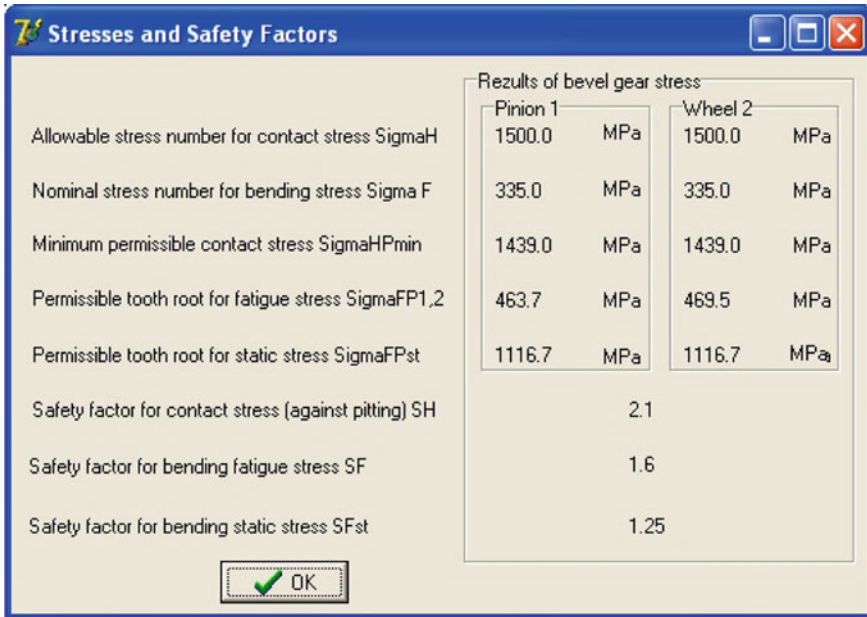 Stresses and Safety Factors
Rezults of bevel gear stress
Pinion 1 Wheel 2
Allowable stress number for contact stress SigmaH 1500.0 MPa 1500.0 MPa
Nominal stress number for bending stress Sigma F 335.0 MPa 335.0 MPa
Minimum permissible contact stress SigmaHPmin 1439.0 MPa 1439.0 MPa
Permissible tooth root for fatigue stress SigmaFP1,2 463.7 MPa 469.5 MPa
Permissible tooth root for static stress SigmaFPst 1116.7 MPa 1116.7 MPa
Safety factor for contact stress (against pitting) SH 2.1
Safety factor for bending fatigue stress SF 1.6
Safety factor for bending static stress SFst 1.25
OK